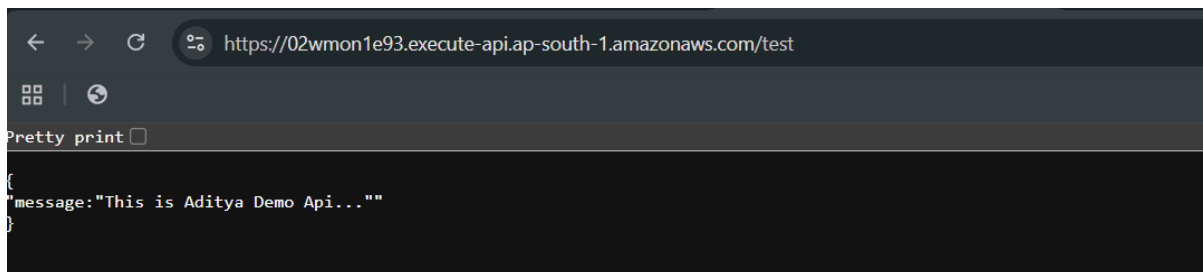 https://02wmon1e93.execute-api.ap-south-1.amazonaws.com/test
Pretty print
{
"message:"This is Aditya Demo Api...""
}